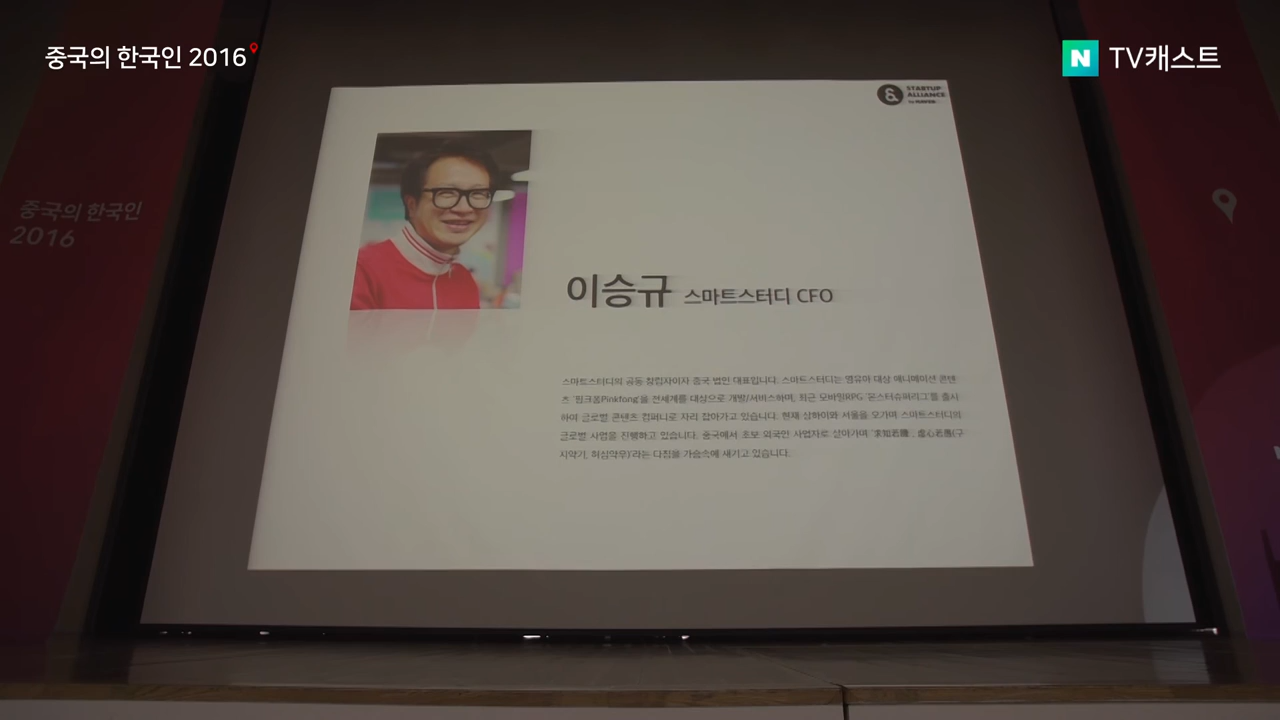 중국의 한국인 2016
N TV캐스트
STARTUP
ALLIANCE
중국의 한국인
2016
이승규 스마트스터디 CFO
스마트스터디의 공동 창립자이자 중국 법인 대표입니다. 스마트스터디는 영유아 대상 애니메이션 콘텐
츠 '핑크퐁Pinkfong'을 전세계를 대상으로 개발/서비스하며, 최근 모바일RPG '몬스터슈퍼리그'를 출시
하며 글로벌 콘텐츠 컴퍼니로 자리 잡아가고 있습니다. 현재 상하이와 서울을 오가며 스마트스터디의
글로벌 사업을 진행하고 있습니다. 중국에서 초보 외국인 사업자로 살아가며 '求知若飢, 虛心若愚(구
지약기, 허심약우)'라는 다짐을 가슴속에 새기고 있습니다.